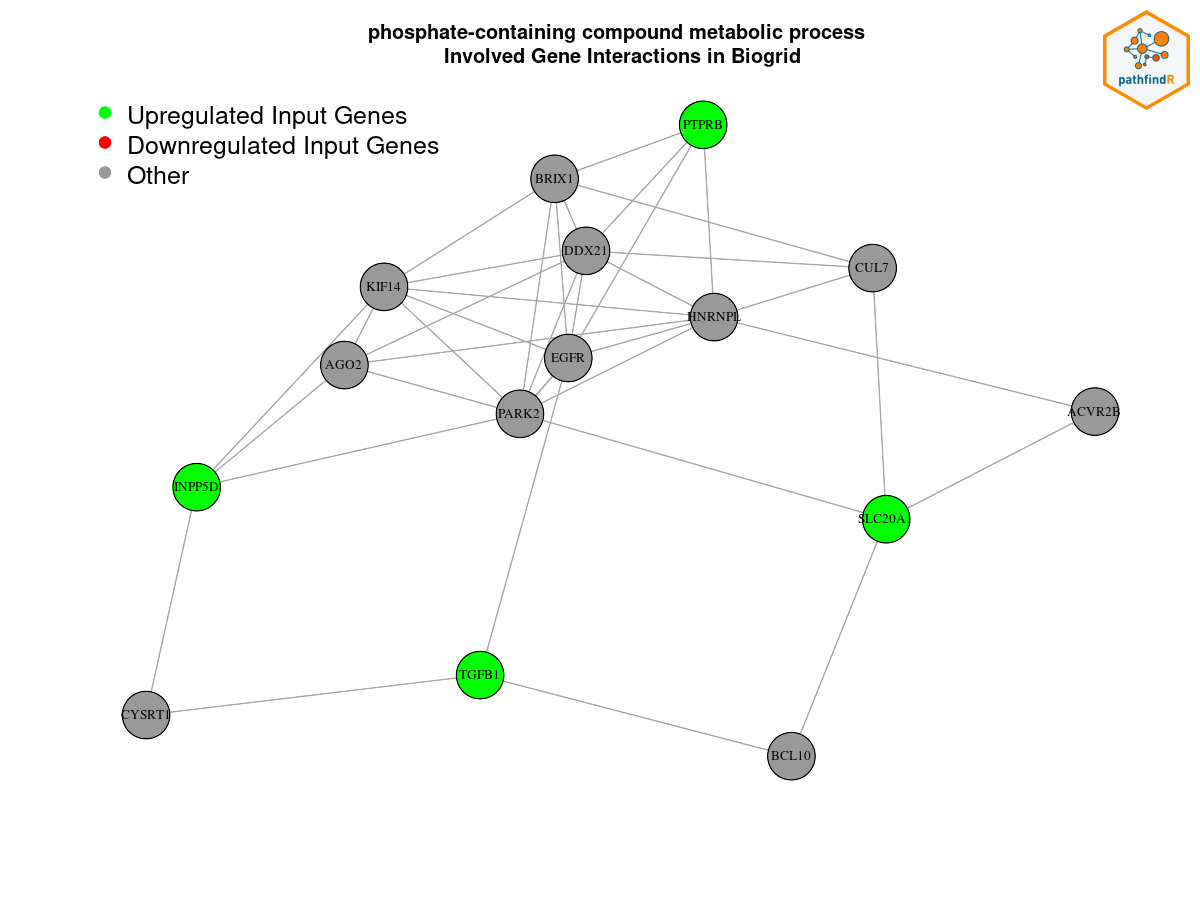 phosphate-containing compound metabolic process
Involved Gene Interactions in Biogrid
pathfindR
Upregulated Input Genes
Downregulated Input Genes
Other
PTPRB
BRIX1
DDX21
CUL7
KIF14
HNRNPL
EGFR
AGO2
PARK2
ACVR2B
INPP5D
SLC20A
TGFB1
CYSRT1
BCL10